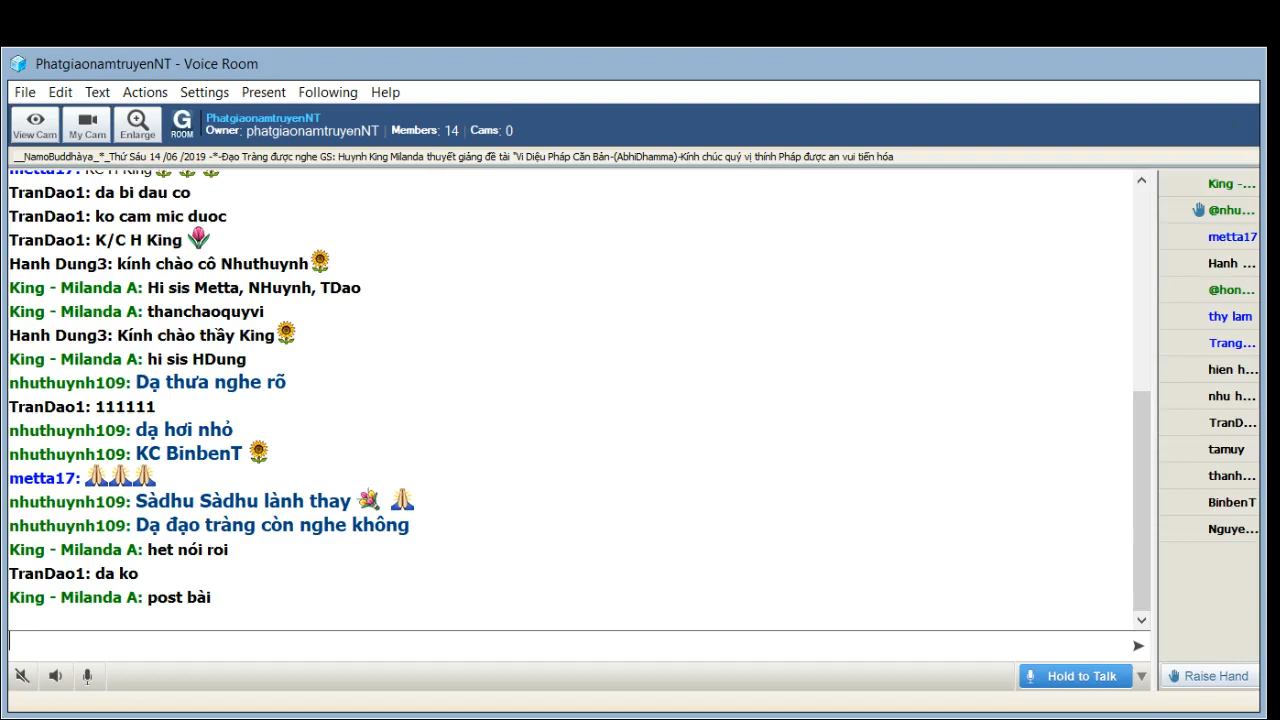 PhatgiaonamtruyenNT - Voice Room
File Edit Text Actions Settings Present Following Help
View Cam My Cam Enlarge G ROOM
PhatgiaonamtruyenNT
Owner: phatgiaonamtruyenNT | Members: 14 | Cams: 0
__NamoBuddhàya_*_Thứ Sáu 14 /06 /2019 -*-Đạo Tràng được nghe GS: Huynh King Milanda thuyết giảng đề tài "Vi Diệu Pháp Căn Bản-(AbhiDhamma)-Kính chúc quý vị thính Pháp được an vui tiến hóa
metta17: KC H King
TranDao1: da bi dau co
TranDao1: ko cam mic duoc
TranDao1: K/C H King
Hanh Dung3: kính chào cô Nhuthuynh
King - Milanda A: Hi sis Metta, NHuynh, TDao
King - Milanda A: thanchaoquyvi
Hanh Dung3: Kính chào thầy King
King - Milanda A: hi sis HDung
nhuthuynh109: Dạ thưa nghe rõ
TranDao1: 111111
nhuthuynh109: dạ hơi nhỏ
nhuthuynh109: KC BinbenT
metta17:
nhuthuynh109: Sàdhu Sàdhu lành thay
nhuthuynh109: Dạ đạo tràng còn nghe không
King - Milanda A: het nói roi
TranDao1: da ko
King - Milanda A: post bài
King -...
@nhu...
metta17
Hanh ...
@hon...
thy lam
Trang...
hien h...
nhu h...
TranD...
tamuy
thanh...
BinbenT
Nguye...
Hold to Talk
Raise Hand